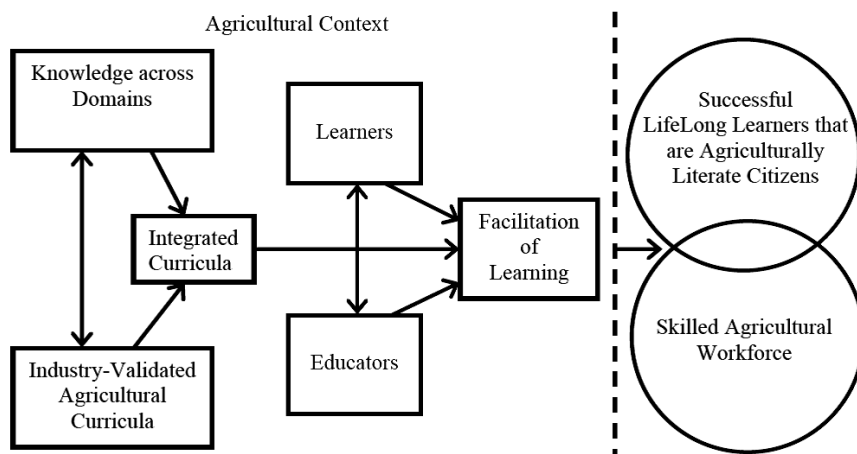 Agricultural Context
Knowledge across
Domains
Learners
Integrated
Curricula
Facilitation
of
Learning
Industry-Validated
Agricultural
Curricula
Educators
Successful
LifeLong Learners that
are Agriculturally
Literate Citizens
Skilled Agricultural
Workforce